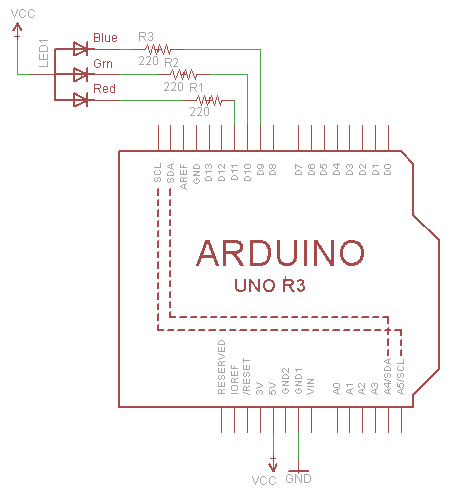 VCC
LED1
Blue
R3
220
Grn
R2
220
Red
R1
220
SCL
SDA
AREF
GND
D13
D12
D11
D10
D9
D8
D7
D6
D5
D4
D3
D2
D1
D0
ARDUINO
UNO R3
RESERVED
IOREF
/RESET
3V
5V
GND2
GND1
VIN
A0
A1
A2
A3
A4/SDA
A5/SCL
VCC
GND